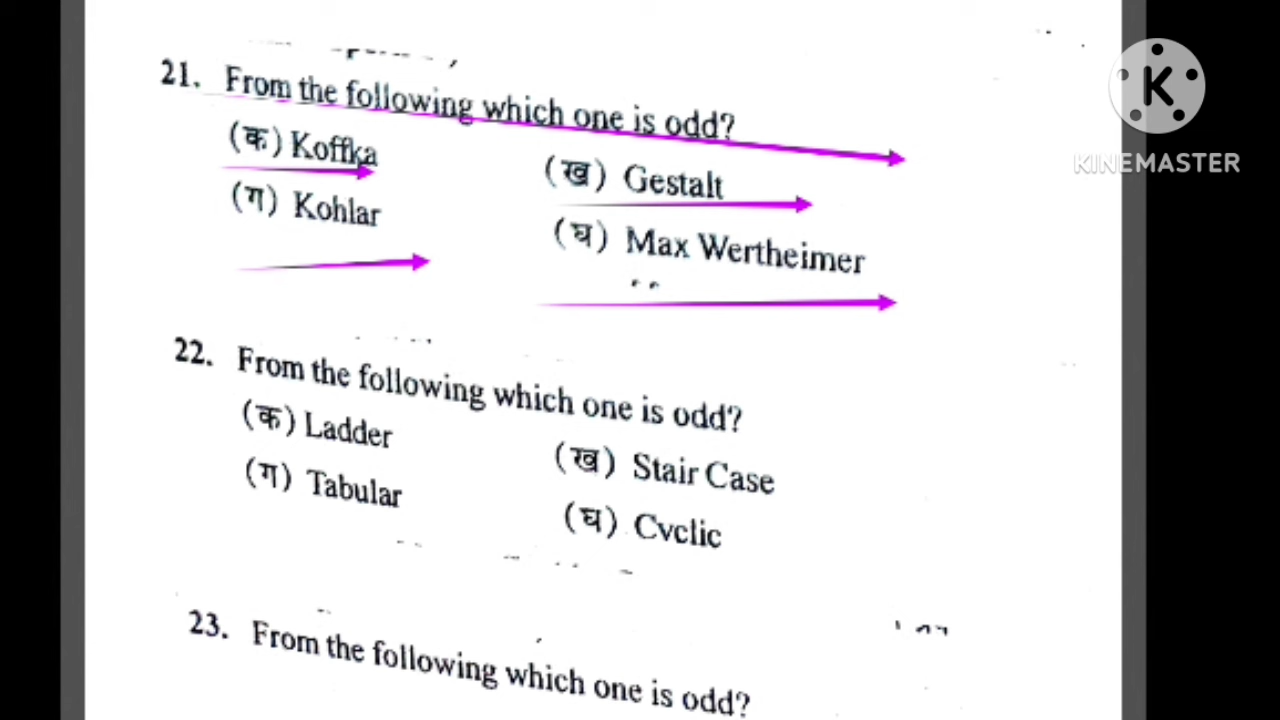 21. From the following which one is odd?
(क) Koffka (ख) Gestalt
(ग) Kohlar (घ) Max Wertheimer
22. From the following which one is odd?
(क) Ladder (ख) Stair Case
(ग) Tabular (घ) Cvclic
23. From the following which one is odd?
KINEMASTER